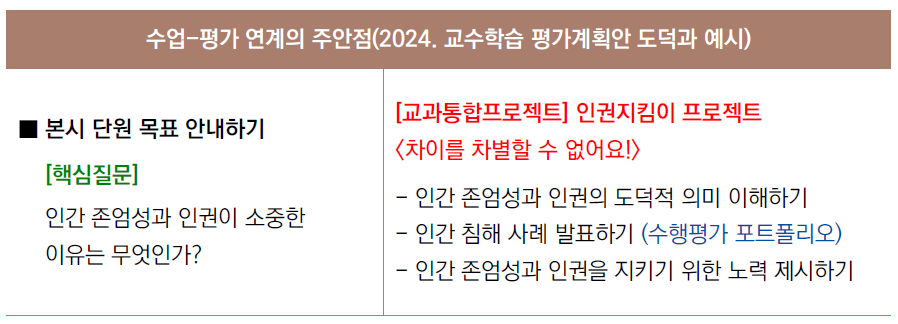 수업-평가 연계의 주안점(2024. 교수학습 평가계획안 도덕과 예시)
■ 본시 단원 목표 안내하기
[핵심질문]
인간 존엄성과 인권이 소중한
이유는 무엇인가?
[교과통합프로젝트] 인권지킴이 프로젝트
〈차이를 차별할 수 없어요!〉
- 인간 존엄성과 인권의 도덕적 의미 이해하기
- 인간 침해 사례 발표하기 (수행평가 포트폴리오)
- 인간 존엄성과 인권을 지키기 위한 노력 제시하기